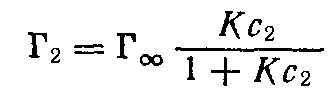 Γ₂ = Γ∞ Kc₂ / (1 + Kc₂)